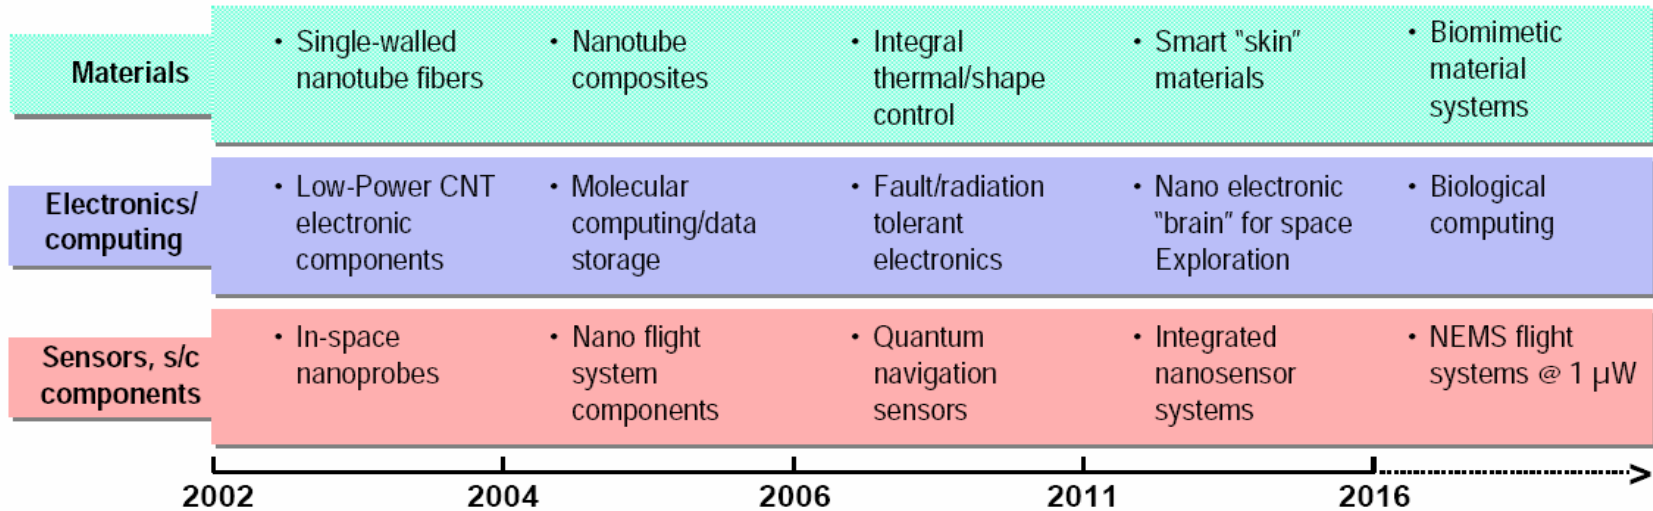 Materials
• Single-walled
nanotube fibers
• Nanotube
composites
• Integral
thermal/shape
control
• Smart “skin”
materials
• Biomimetic
material
systems
Electronics/
computing
• Low-Power CNT
electronic
components
• Molecular
computing/data
storage
• Fault/radiation
tolerant
electronics
• Nano electronic
“brain” for space
Exploration
• Biological
computing
Sensors, s/c
components
• In-space
nanoprobes
• Nano flight
system
components
• Quantum
navigation
sensors
• Integrated
nanosensor
systems
• NEMS flight
systems @ 1 µW
2002 2004 2006 2011 2016